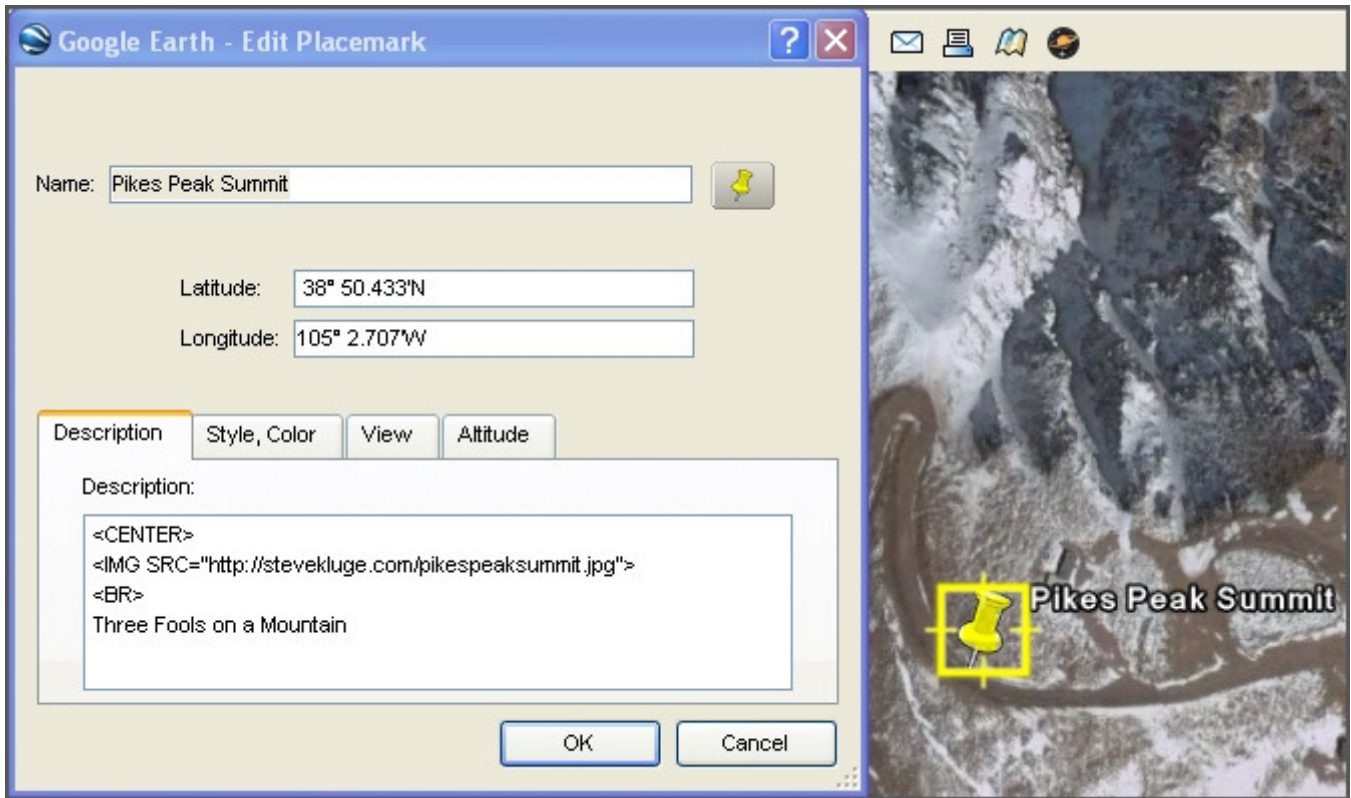 Google Earth - Edit Placemark
Name: Pikes Peak Summit
Latitude: 38° 50.433'N
Longitude: 105° 2.707'W
Description Style, Color View Altitude
Description:
<CENTER>
<IMG SRC="http://stevekluge.com/pikespeaksummit.jpg">
<BR>
Three Fools on a Mountain
OK Cancel
Pikes Peak Summit